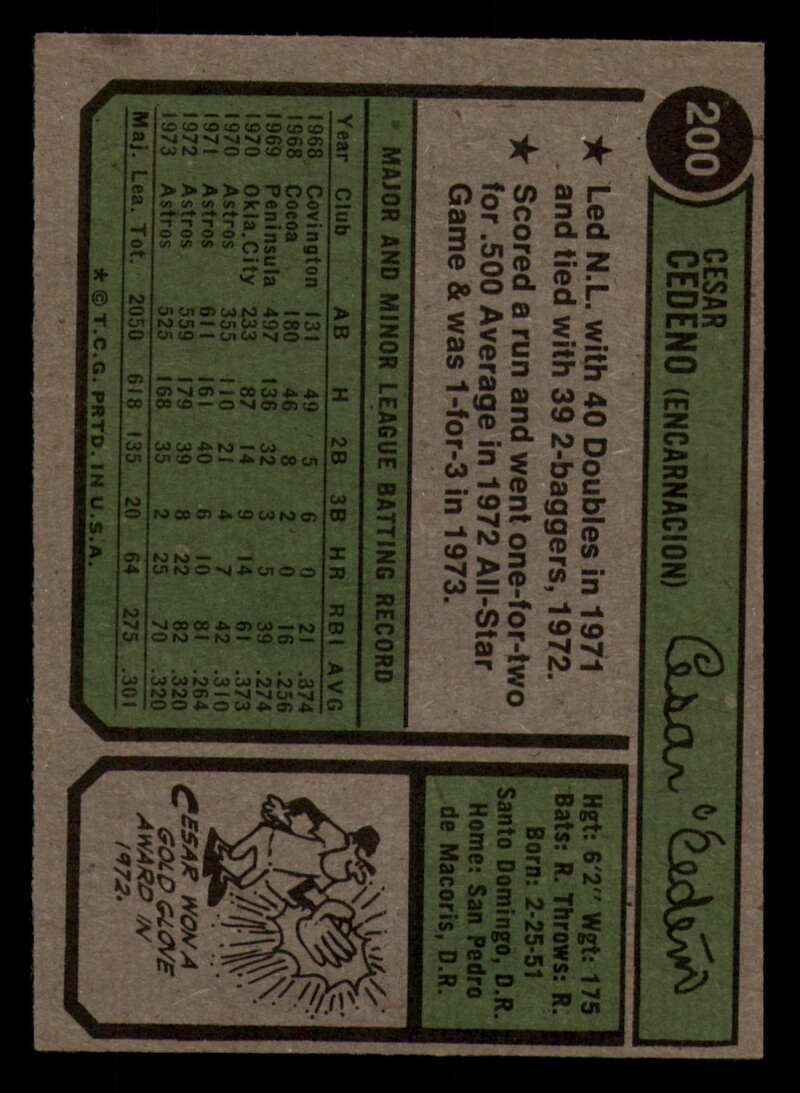 200
CESAR
CEDENO (ENCARNACION)
Cesar Cedeño
★ Led N.L. with 40 Doubles in 1971
and tied with 39 2-baggers, 1972.
★ Scored a run and went one-for-two
for .500 Average in 1972 All-Star
Game & was 1-for-3 in 1973.
Hgt: 6'2" Wgt: 175
Bats: R. Throws: R.
Born: 2-25-51
Santo Domingo, D.R.
Home: San Pedro
de Macoris, D.R.
MAJOR AND MINOR LEAGUE BATTING RECORD
Year Club AB H 2B 3B HR RBI AVG
1968 Covington 131 49 5 6 0 21 .374
1968 Cocoa 180 46 8 2 0 16 .256
1969 Peninsula 497 136 32 3 5 39 .274
1970 Okla. City 233 87 14 9 14 61 .373
1970 Astros 355 110 21 4 7 42 .310
1971 Astros 611 161 40 6 10 81 .264
1972 Astros 559 179 39 8 22 82 .320
1973 Astros 525 168 35 2 25 70 .320
Maj. Lea. Tot. 2050 618 135 20 64 275 .301
CESAR WON A
GOLD GLOVE
AWARD IN
1972.
* © T.C.G. PRTD. IN U.S.A.